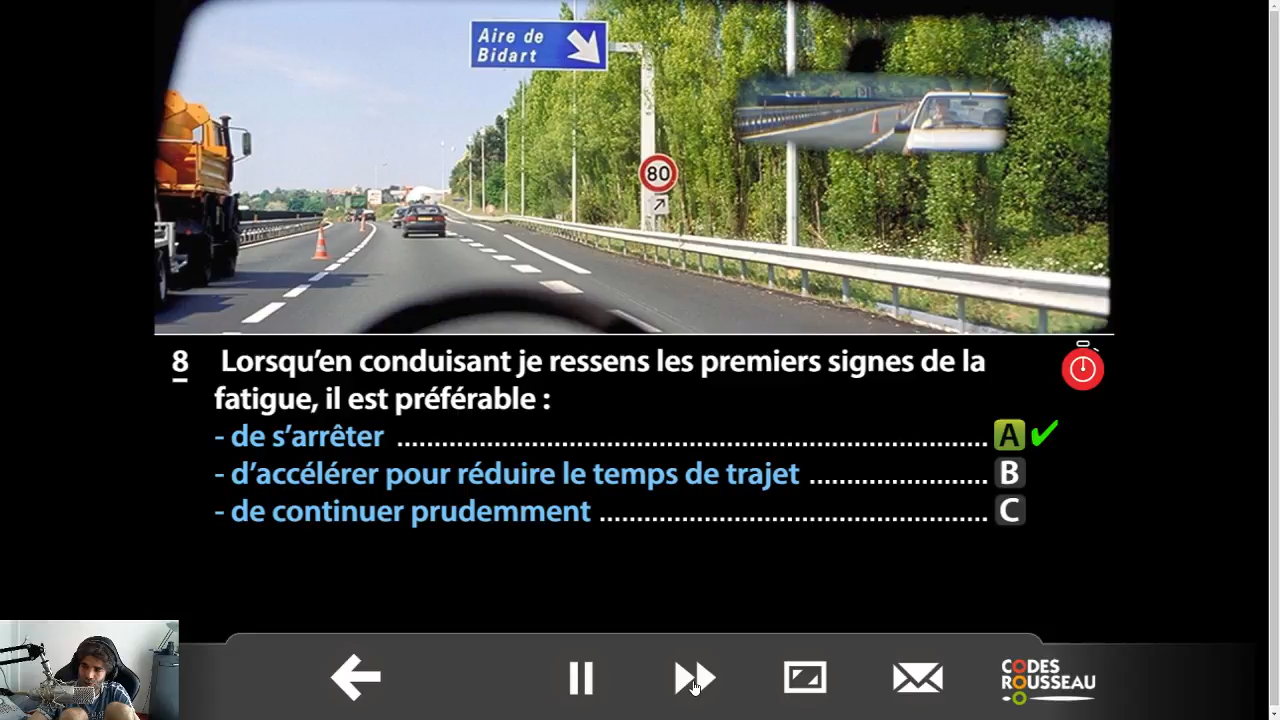 Aire de
Bidart
80
8 Lorsqu'en conduisant je ressens les premiers signes de la
fatigue, il est préférable :
- de s'arrêter ........................................................................................ A
- d'accélérer pour réduire le temps de trajet .......................... B
- de continuer prudemment ......................................................... C
CODES
ROUSSEAU